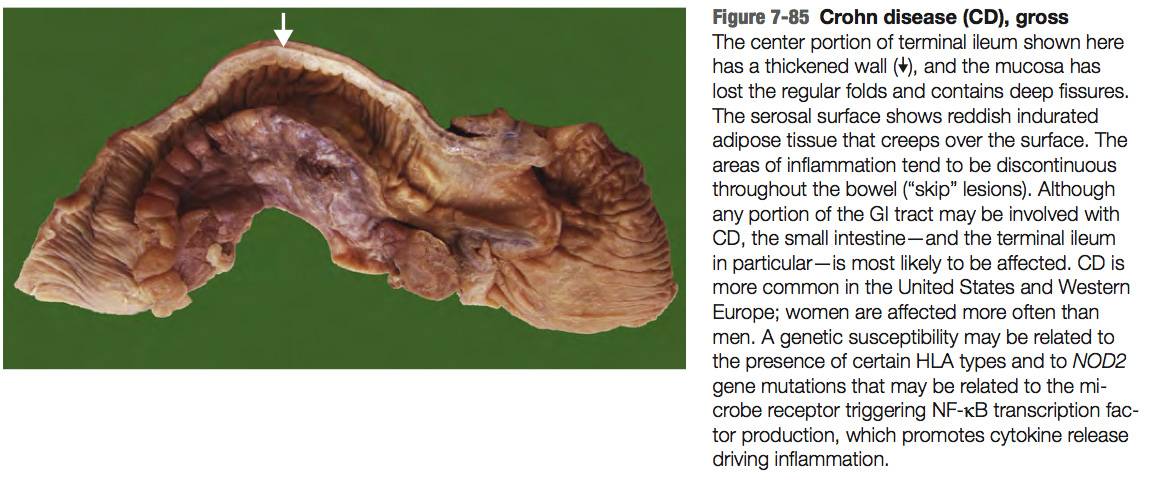 Figure 7-85 Crohn disease (CD), gross
The center portion of terminal ileum shown here
has a thickened wall (↓), and the mucosa has
lost the regular folds and contains deep fissures.
The serosal surface shows reddish indurated
adipose tissue that creeps over the surface. The
areas of inflammation tend to be discontinuous
throughout the bowel (“skip” lesions). Although
any portion of the GI tract may be involved with
CD, the small intestine—and the terminal ileum
in particular—is most likely to be affected. CD is
more common in the United States and Western
Europe; women are affected more often than
men. A genetic susceptibility may be related to
the presence of certain HLA types and to NOD2
gene mutations that may be related to the mi-
crobe receptor triggering NF-κB transcription fac-
tor production, which promotes cytokine release
driving inflammation.